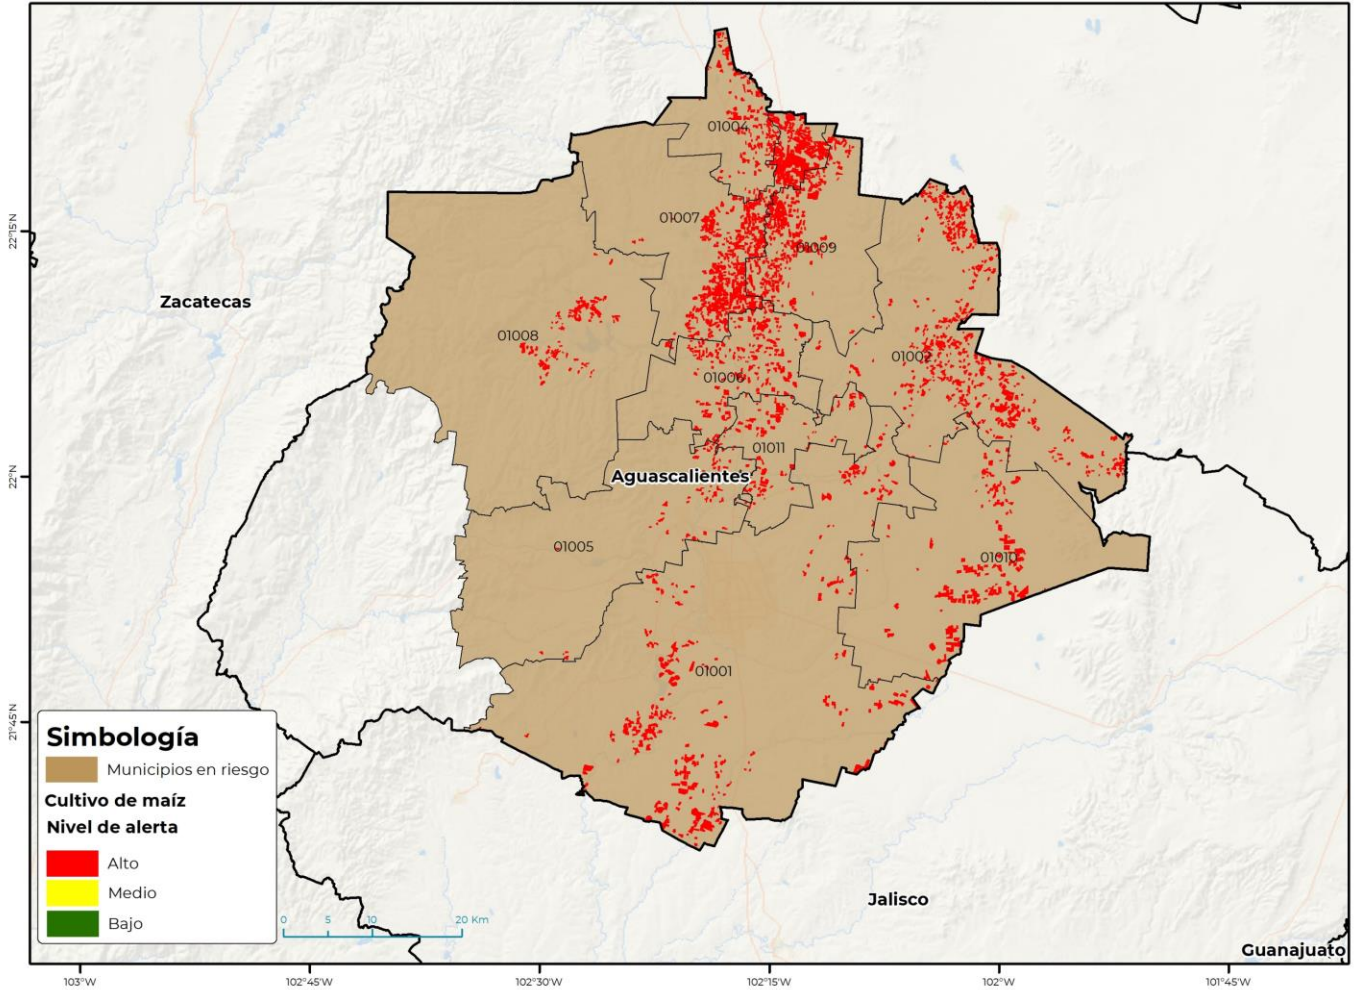 01004
01007
01009
22°15'N
Zacatecas
01008
01002
01006
01011
22°N
Aguascalientes
01005
01010
01001
21°45'N
Simbología
Municipios en riesgo
Cultivo de maíz
Nivel de alerta
Alto
Medio
Bajo
0 5 10 20 Km
Jalisco
Guanajuato
103°W 102°45'W 102°30'W 102°15'W 102°W 101°45'W